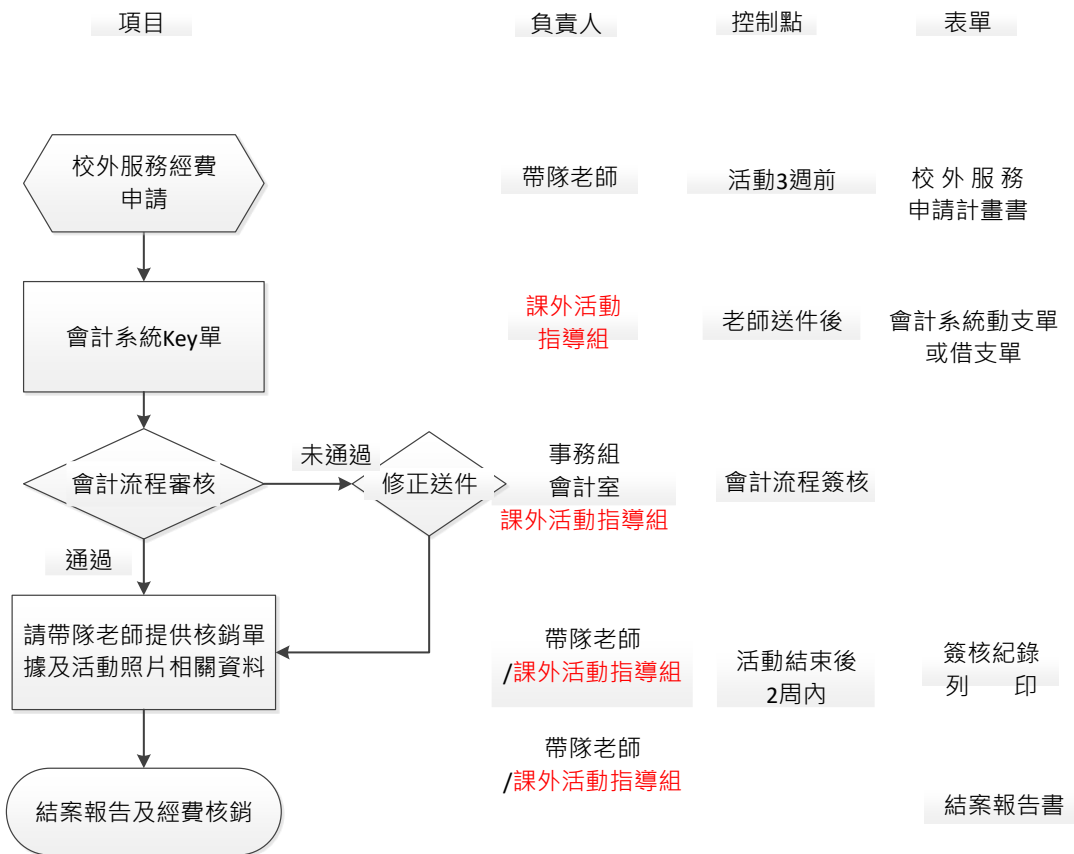 項目
負責人
控制點
表單
校外服務經費
申請
帶隊老師
活動3週前
校外服務
申請計畫書
會計系統Key單
課外活動
指導組
老師送件後
會計系統動支單
或借支單
會計流程審核
未通過
修正送件
事務組
會計室
課外活動指導組
會計流程簽核
通過
請帶隊老師提供核銷單
據及活動照片相關資料
帶隊老師
/課外活動指導組
活動結束後
2周內
簽核紀錄
列 印
帶隊老師
/課外活動指導組
結案報告及經費核銷
結案報告書